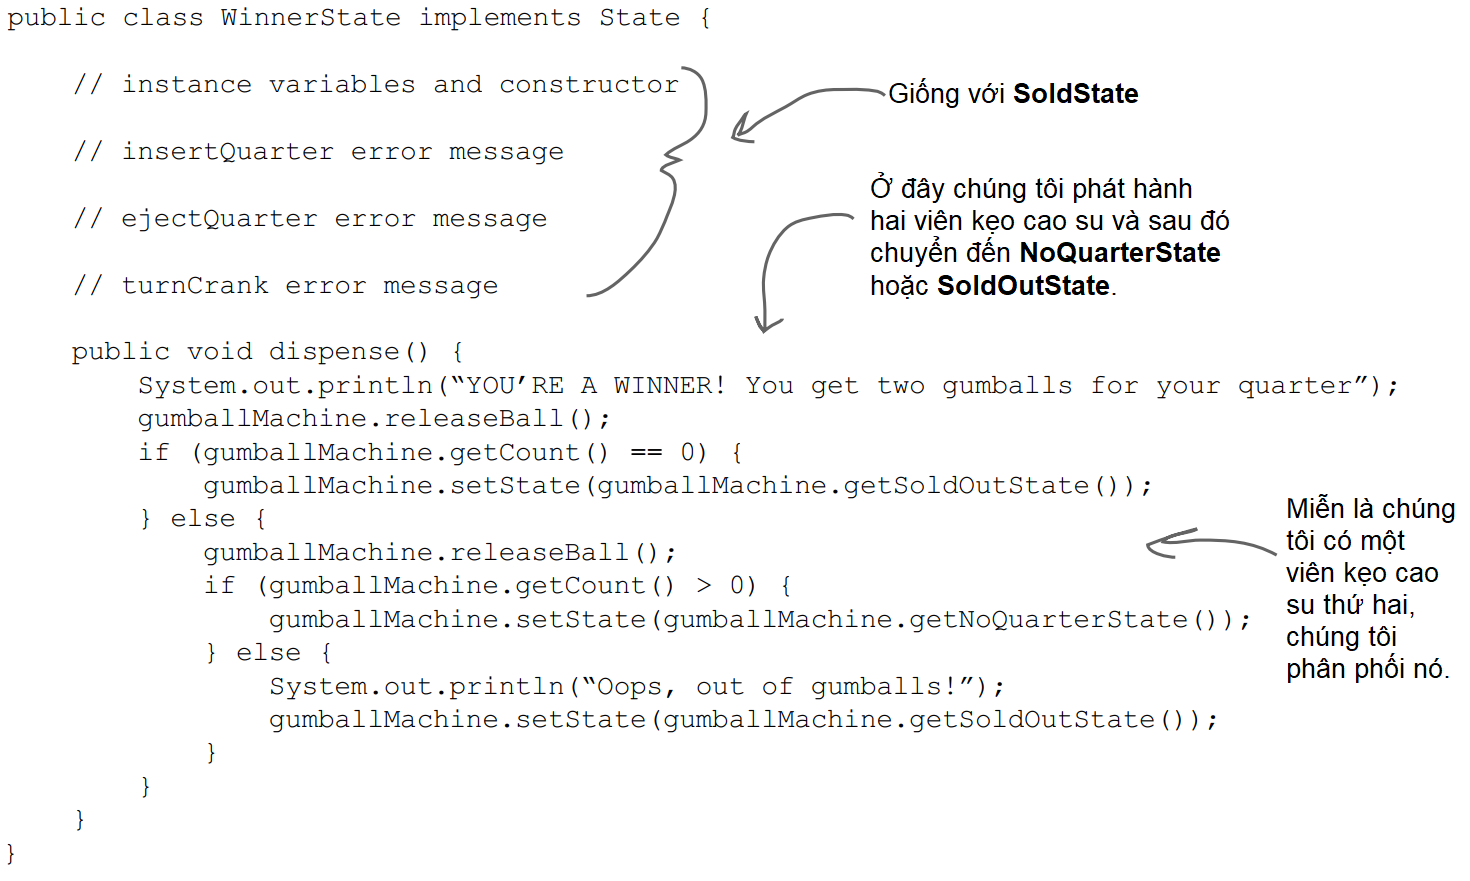 public class WinnerState implements State {
// instance variables and constructor
Giống với SoldState
// insertQuarter error message
// ejectQuarter error message
// turnCrank error message
Ở đây chúng tôi phát hành
hai viên kẹo cao su và sau đó
chuyển đến NoQuarterState
hoặc SoldOutState.
public void dispense() {
System.out.println(“YOU’RE A WINNER! You get two gumballs for your quarter”);
gumballMachine.releaseBall();
if (gumballMachine.getCount() == 0) {
gumballMachine.setState(gumballMachine.getSoldOutState());
} else {
gumballMachine.releaseBall();
if (gumballMachine.getCount() > 0) {
gumballMachine.setState(gumballMachine.getNoQuarterState());
} else {
System.out.println(“Oops, out of gumballs!”);
gumballMachine.setState(gumballMachine.getSoldOutState());
}
}
}
}
Miễn là chúng
tôi có một
viên kẹo cao
su thứ hai,
chúng tôi
phân phối nó.